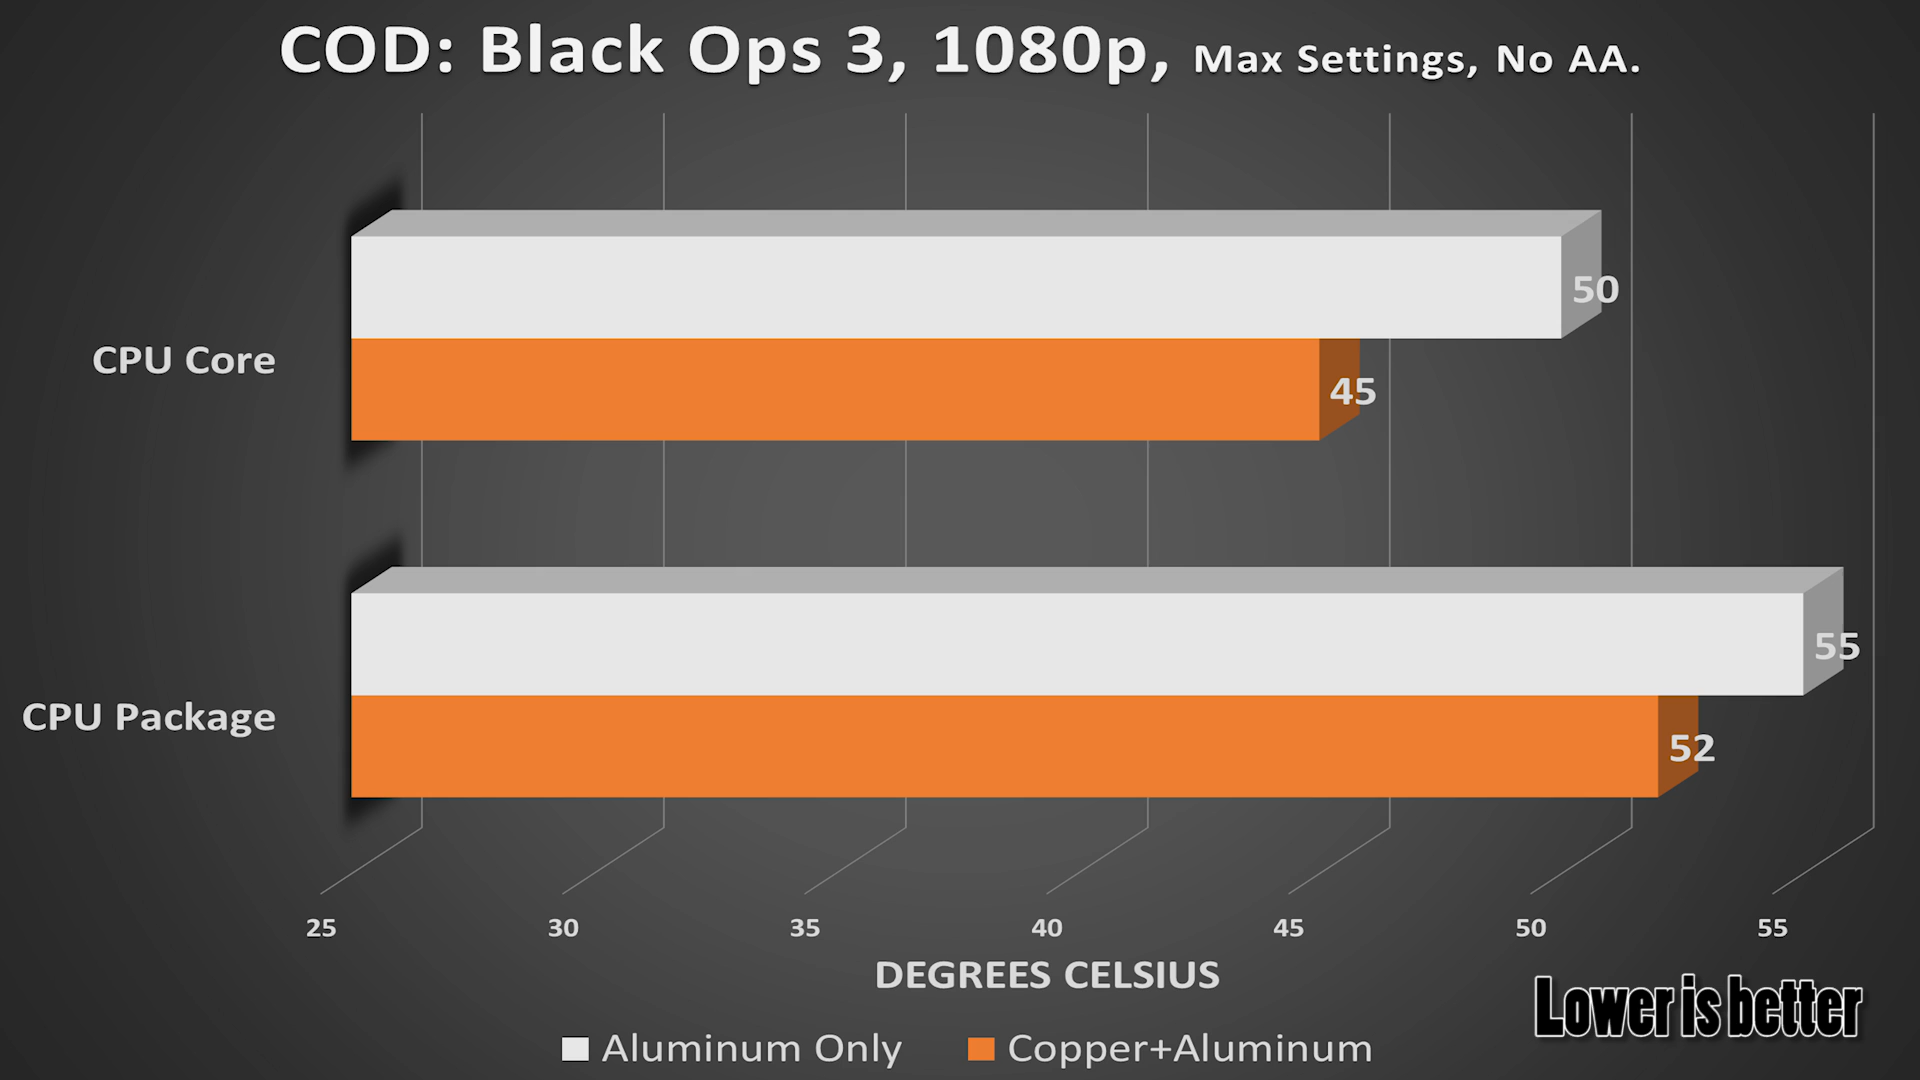 COD: Black Ops 3, 1080p, Max Settings, No AA.
50
CPU Core
45
55
CPU Package
52
25 30 35 40 45 50 55
DEGREES CELSIUS
Lower is better
Aluminum Only Copper+Aluminum